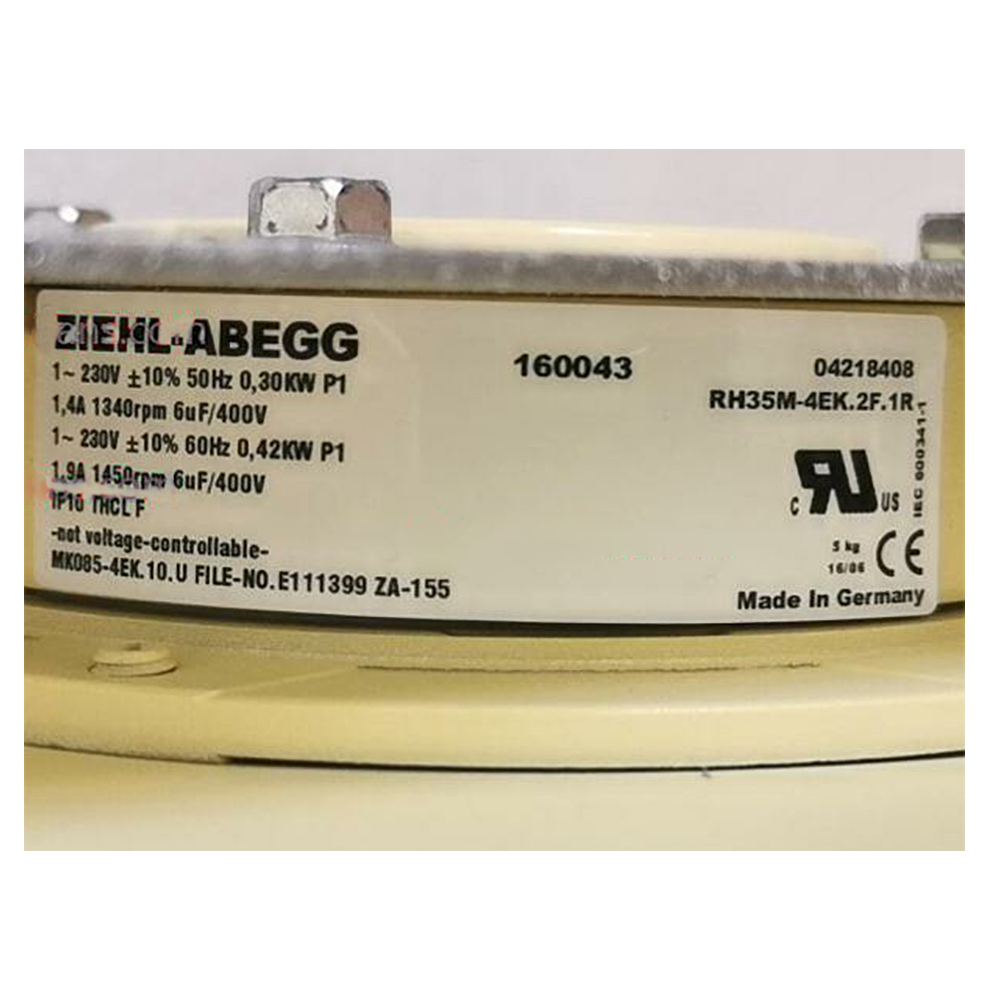 ZIEHL-ABEGG
1~ 230V ±10% 50Hz 0,30KW P1
1,4A 1340rpm 6uF/400V
1~ 230V ±10% 60Hz 0,42KW P1
1,9A 1450rpm 6uF/400V
IP10 THCL F
-not voltage-controllable-
MK085-4EK.10.U FILE-NO.E111399 ZA-155
160043
04218408
RH35M-4EK.2F.1R
c RU US
5 kg
16/06
CE
Made In Germany